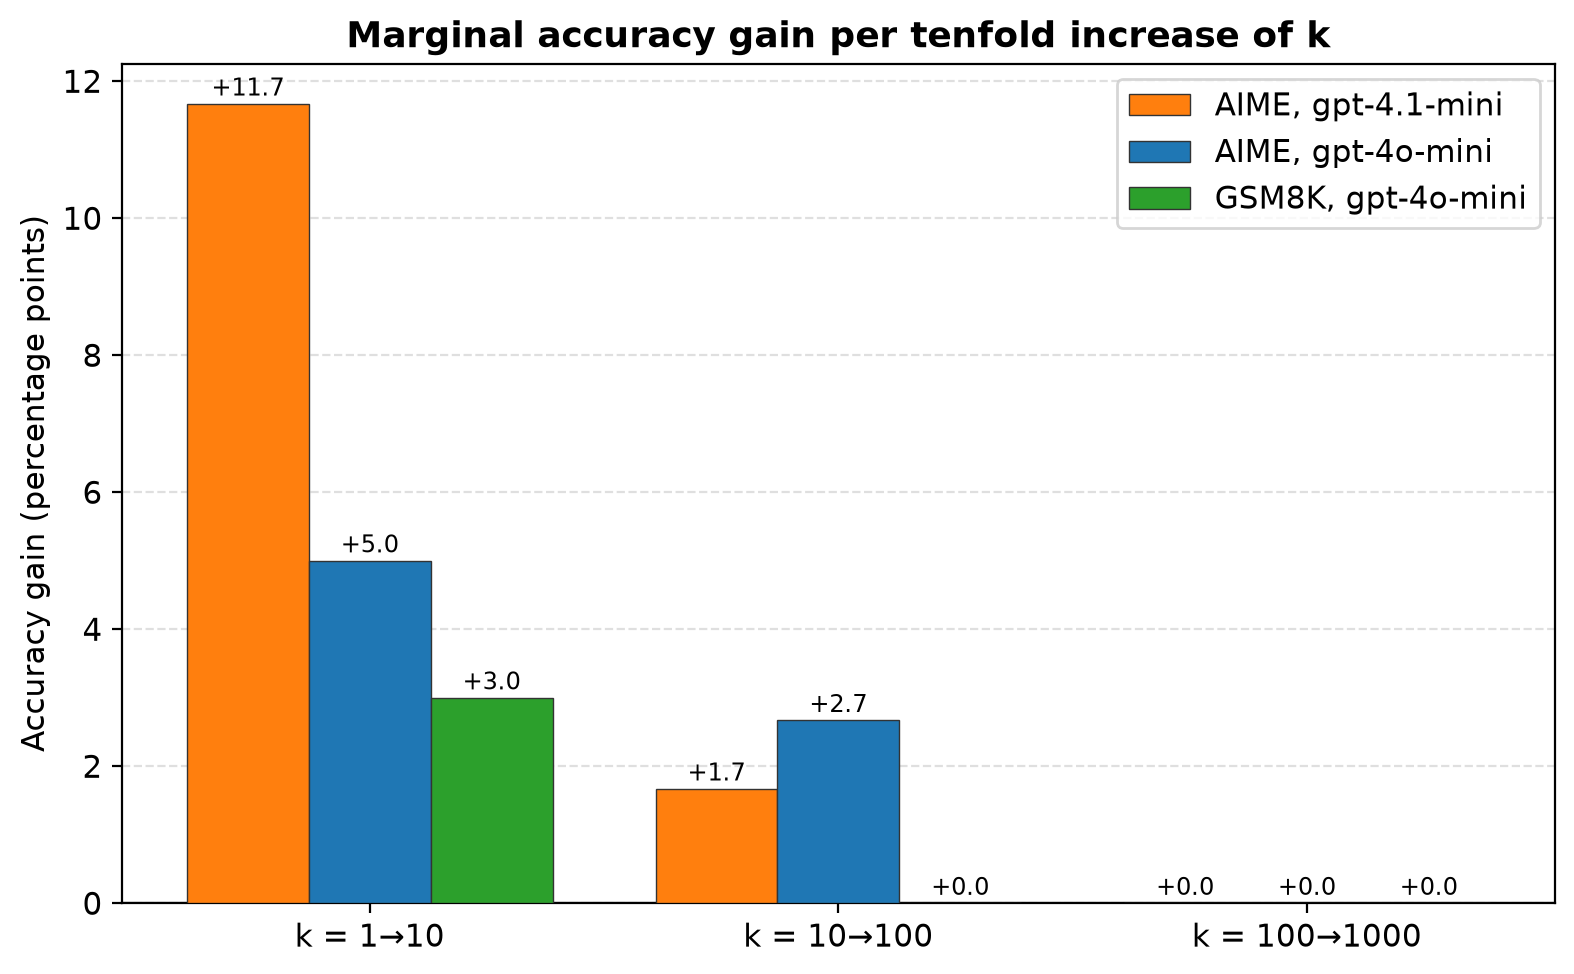 Marginal accuracy gain per tenfold increase of k
Accuracy gain (percentage points)
12
10
8
6
4
2
0
AIME, gpt-4.1-mini
AIME, gpt-4o-mini
GSM8K, gpt-4o-mini
+11.7
+5.0
+3.0
+1.7
+2.7
+0.0
+0.0
+0.0
+0.0
k = 1→10
k = 10→100
k = 100→1000